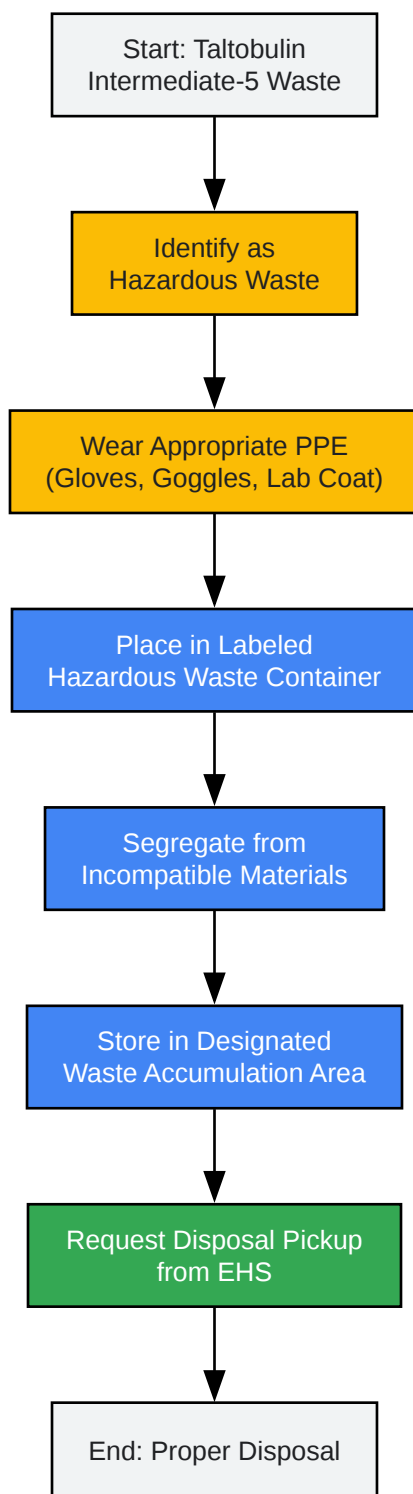 Start: Taltobulin
Intermediate-5 Waste
Identify as
Hazardous Waste
Wear Appropriate PPE
(Gloves, Goggles, Lab Coat)
Place in Labeled
Hazardous Waste Container
Segregate from
Incompatible Materials
Store in Designated
Waste Accumulation Area
Request Disposal Pickup
from EHS
End: Proper Disposal